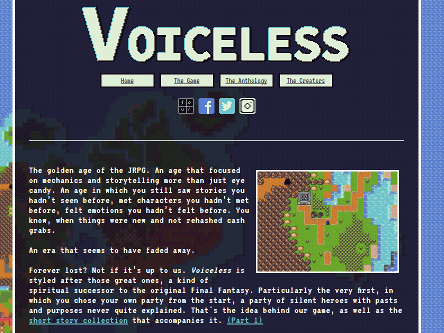 Voiceless
Home The Game The Anthology The Creators
The golden age of the JRPG. An age that focused
on mechanics and storytelling more than just eye
candy. An age in which you still saw stories you
hadn't seen before, met characters you hadn't met
before, felt emotions you hadn't felt before. You
know, when things were new and not rehashed cash
grabs.
An era that seems to have faded away.
Forever lost? Not if it's up to us. Voiceless is
styled after those great ones, a kind of
spiritual successor to the original Final Fantasy. Particularly the very first, in
which you chose your own party from the start, a party of silent heroes with pasts
and purposes never quite explained. That's the idea behind our game, as well as the
short story collection that accompanies it. (Part 1)